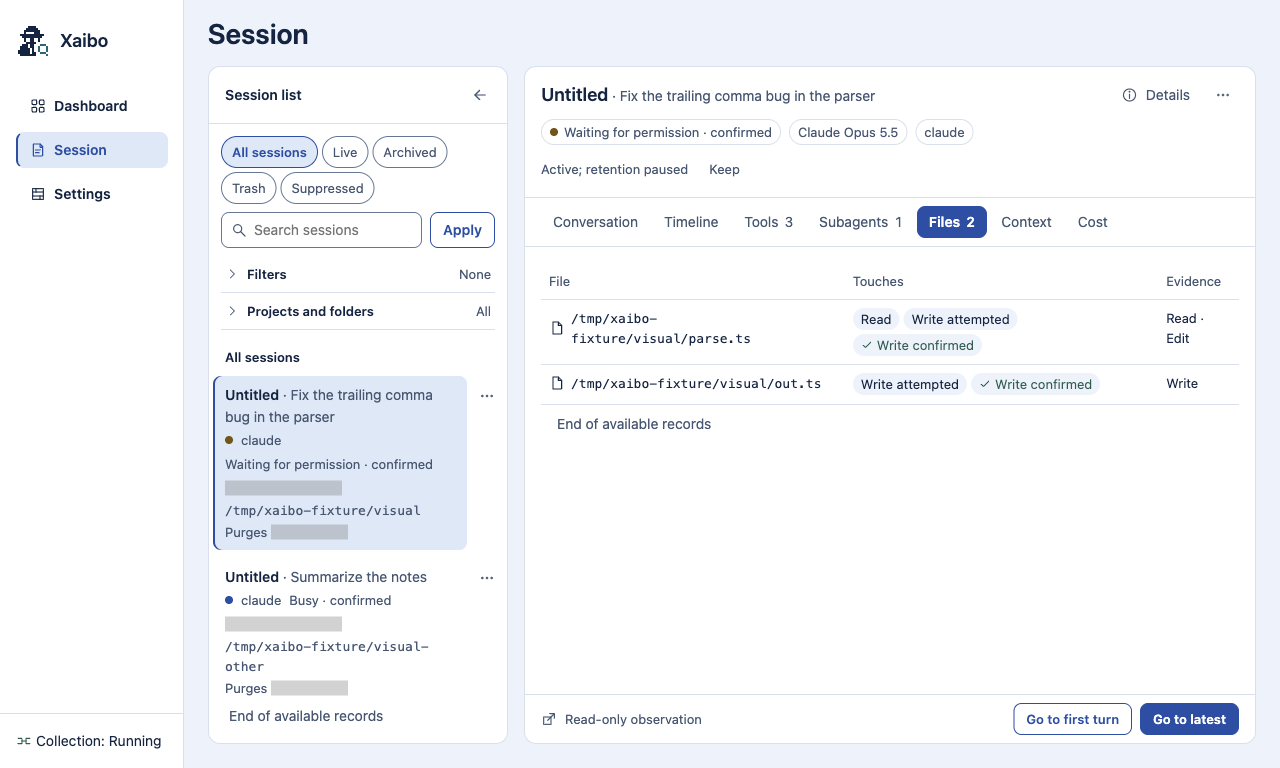 Xaibo
Dashboard
Session
Settings
Collection: Running
Session
Session list
All sessions
Live
Archived
Trash
Suppressed
Search sessions
Apply
Filters
None
Projects and folders
All
All sessions
Untitled · Fix the trailing comma
bug in the parser
claude
Waiting for permission · confirmed
/tmp/xaibo-fixture/visual
Purges
Untitled · Summarize the notes
claude Busy · confirmed
/tmp/xaibo-fixture/visual-
other
Purges
End of available records
Untitled · Fix the trailing comma bug in the parser
Details
Waiting for permission · confirmed
Claude Opus 5.5
claude
Active; retention paused
Keep
Conversation
Timeline
Tools 3
Subagents 1
Files 2
Context
Cost
File
Touches
Evidence
/tmp/xaibo-
fixture/visual/parse.ts
Read
Write attempted
Write confirmed
Read ·
Edit
/tmp/xaibo-fixture/visual/out.ts
Write attempted
Write confirmed
Write
End of available records
Read-only observation
Go to first turn
Go to latest